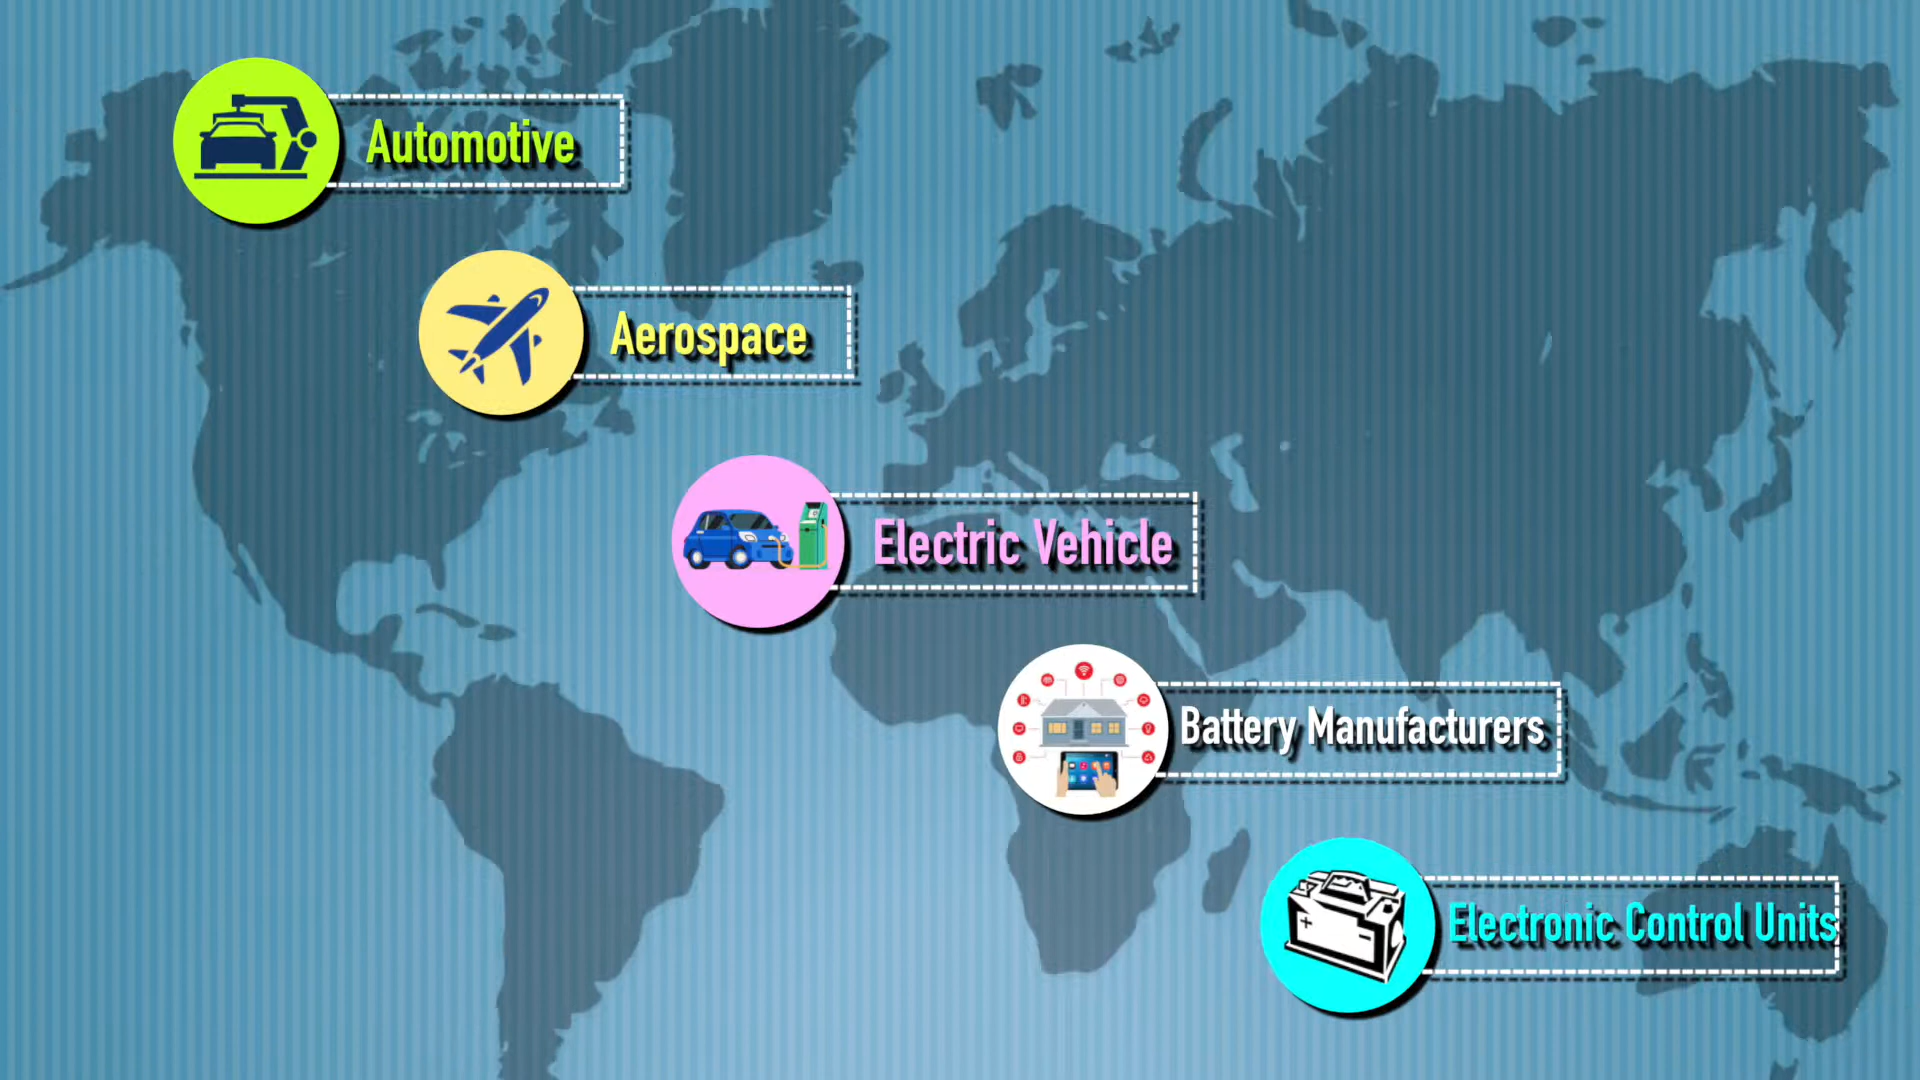 Automotive
Aerospace
Electric Vehicle
Battery Manufacturers
Electronic Control Units